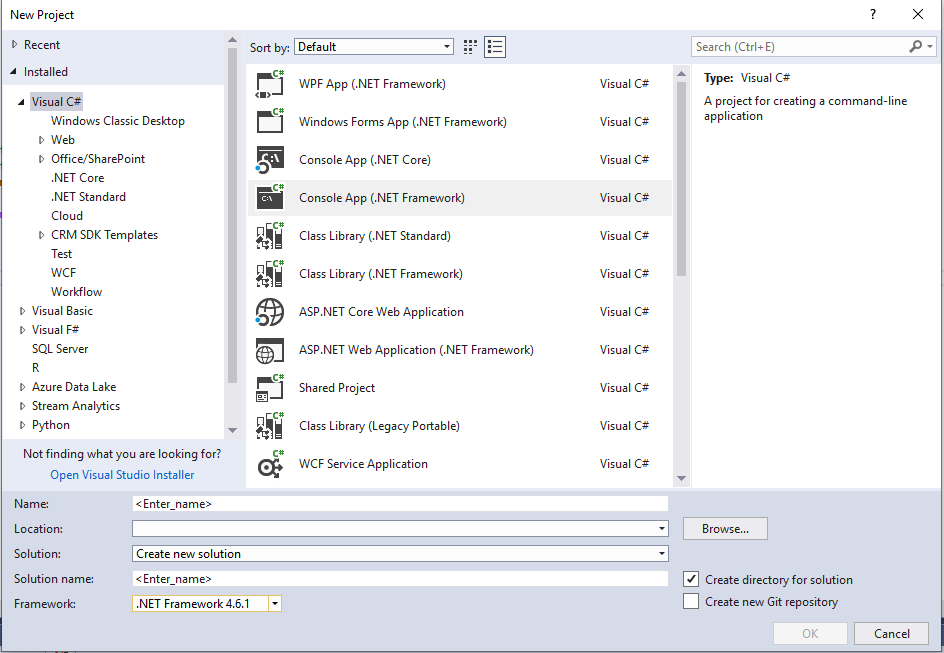 New Project
? ×
Recent
Installed
Visual C#
Windows Classic Desktop
Web
Office/SharePoint
.NET Core
.NET Standard
Cloud
CRM SDK Templates
Test
WCF
Workflow
Visual Basic
Visual F#
SQL Server
R
Azure Data Lake
Stream Analytics
Python
Not finding what you are looking for?
Open Visual Studio Installer
Sort by: Default
C# WPF App (.NET Framework) Visual C#
C# Windows Forms App (.NET Framework) Visual C#
C:\ Console App (.NET Core) Visual C#
C# C:\ Console App (.NET Framework) Visual C#
C# Class Library (.NET Standard) Visual C#
C# Class Library (.NET Framework) Visual C#
ASP.NET Core Web Application Visual C#
ASP.NET Web Application (.NET Framework) Visual C#
C# Shared Project Visual C#
C# Class Library (Legacy Portable) Visual C#
C# WCF Service Application Visual C#
Search (Ctrl+E)
Type: Visual C#
A project for creating a command-line
application
Name: <Enter_name>
Location:
Browse...
Solution: Create new solution
Solution name: <Enter_name>
Framework: .NET Framework 4.6.1
Create directory for solution
Create new Git repository
OK
Cancel